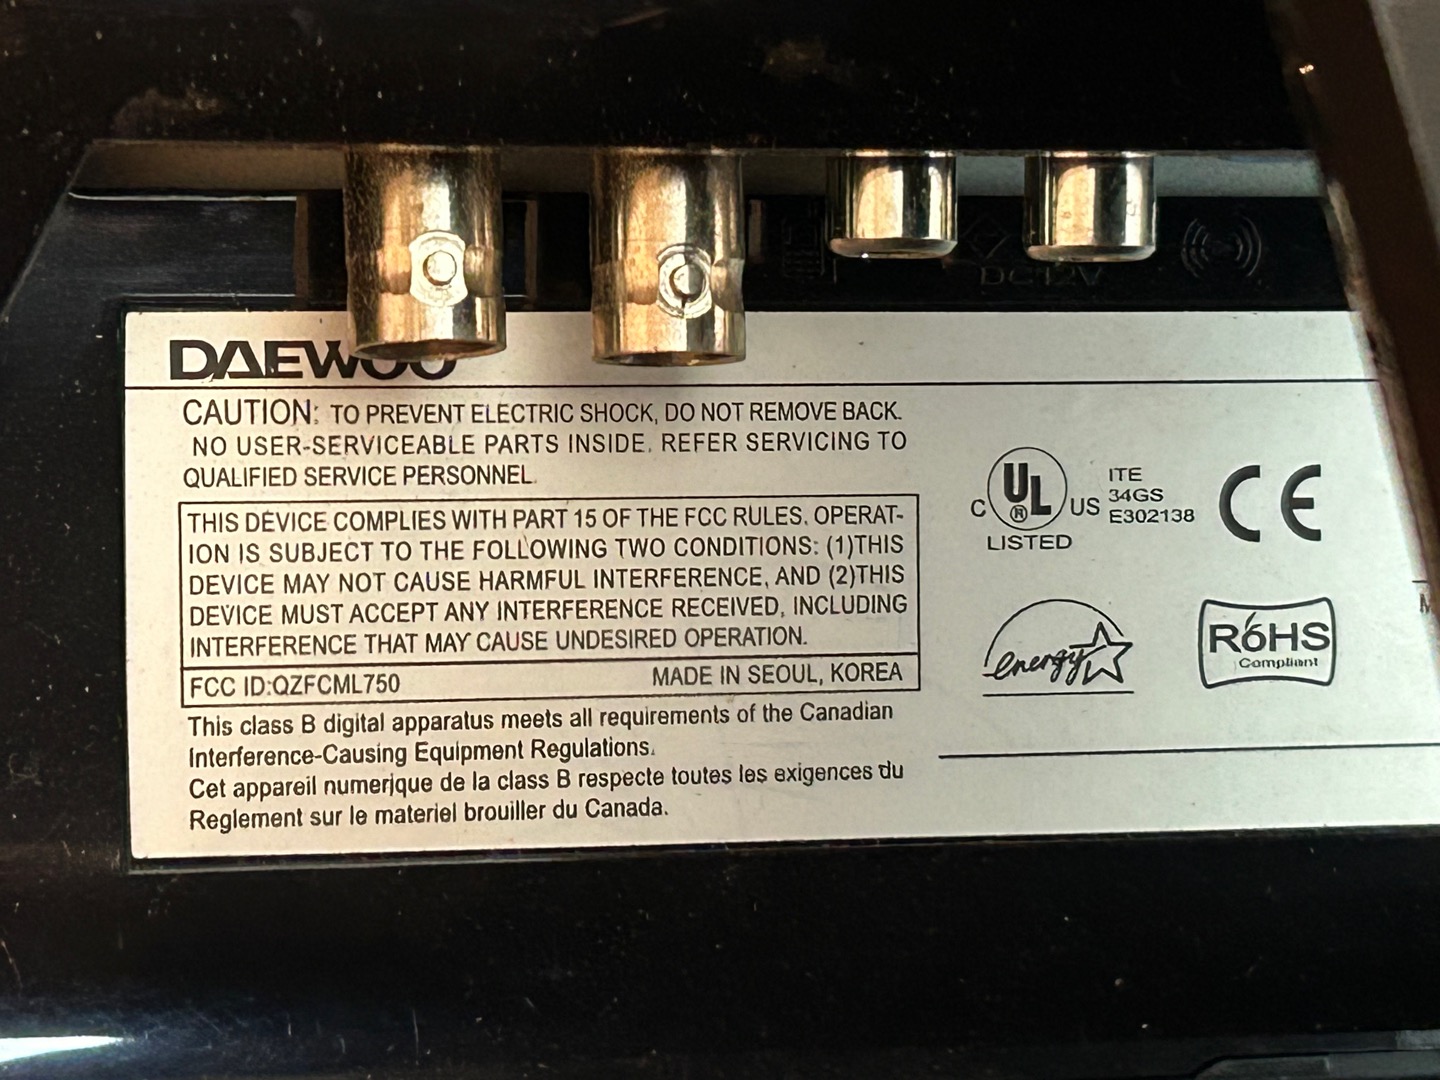 DC12V
DAEWOO
CAUTION: TO PREVENT ELECTRIC SHOCK, DO NOT REMOVE BACK.
NO USER-SERVICEABLE PARTS INSIDE. REFER SERVICING TO
QUALIFIED SERVICE PERSONNEL.
THIS DEVICE COMPLIES WITH PART 15 OF THE FCC RULES. OPERAT-
ION IS SUBJECT TO THE FOLLOWING TWO CONDITIONS: (1)THIS
DEVICE MAY NOT CAUSE HARMFUL INTERFERENCE, AND (2)THIS
DEVICE MUST ACCEPT ANY INTERFERENCE RECEIVED, INCLUDING
INTERFERENCE THAT MAY CAUSE UNDESIRED OPERATION.
FCC ID:QZFCML750 MADE IN SEOUL, KOREA
This class B digital apparatus meets all requirements of the Canadian
Interference-Causing Equipment Regulations.
Cet appareil numerique de la class B respecte toutes les exigences du
Reglement sur le materiel brouiller du Canada.
C UL ® US
LISTED
ITE
34GS
E302138
CE
energy
RoHS
Compliant